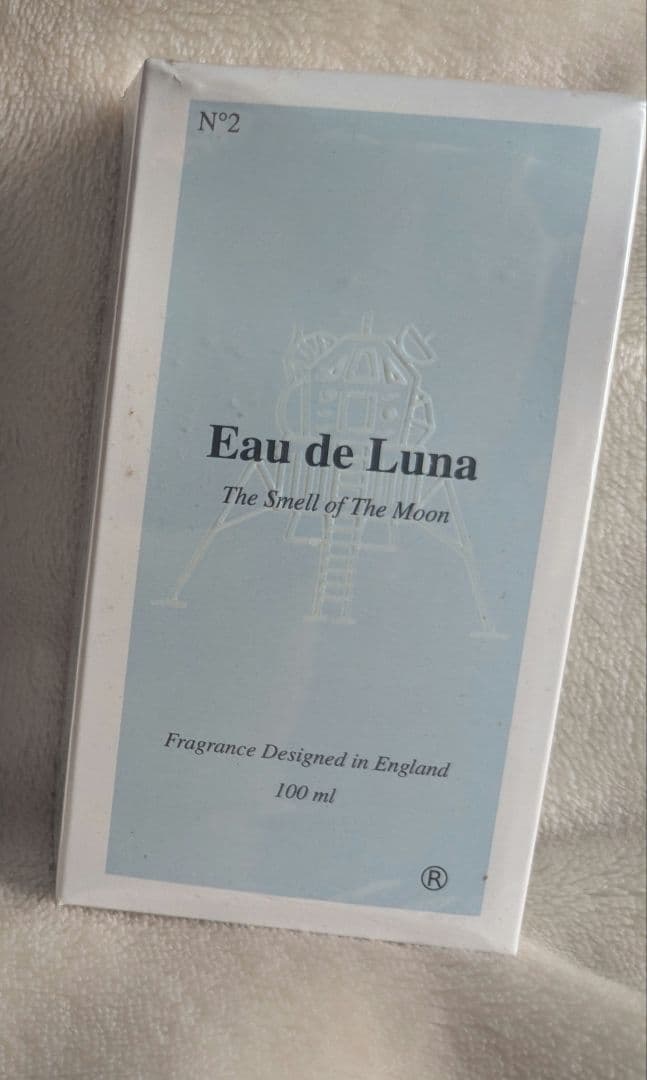 N°2
Eau de Luna
The Smell of The Moon
Fragrance Designed in England
100 ml
®